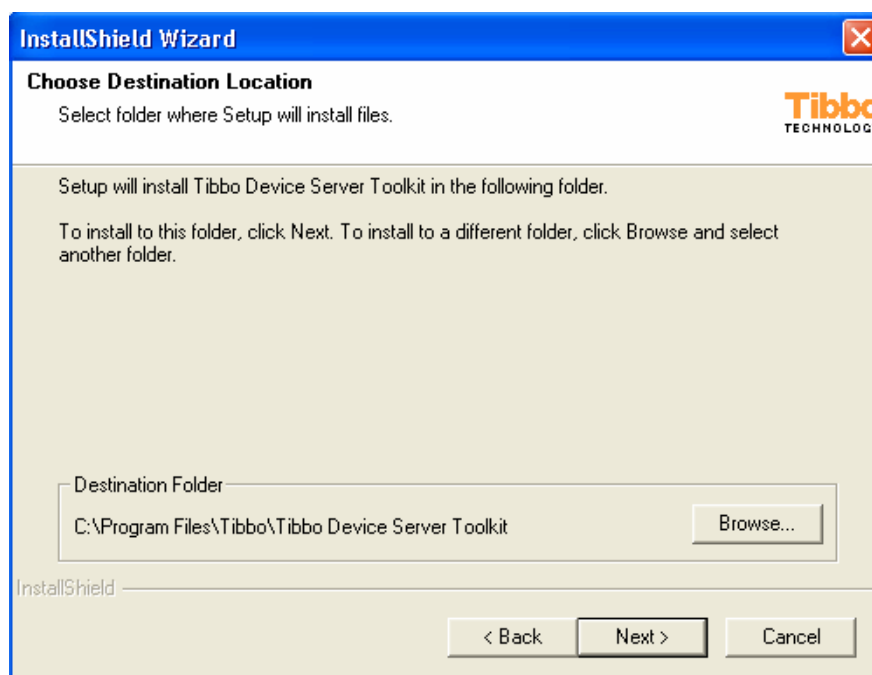 InstallShield Wizard
Choose Destination Location
Select folder where Setup will install files.
Tibbo
TECHNOLOG
Setup will install Tibbo Device Server Toolkit in the following folder.
To install to this folder, click Next. To install to a different folder, click Browse and select
another folder.
Destination Folder
C:\Program Files\Tibbo\Tibbo Device Server Toolkit
Browse...
InstallShield
< Back
Next >
Cancel